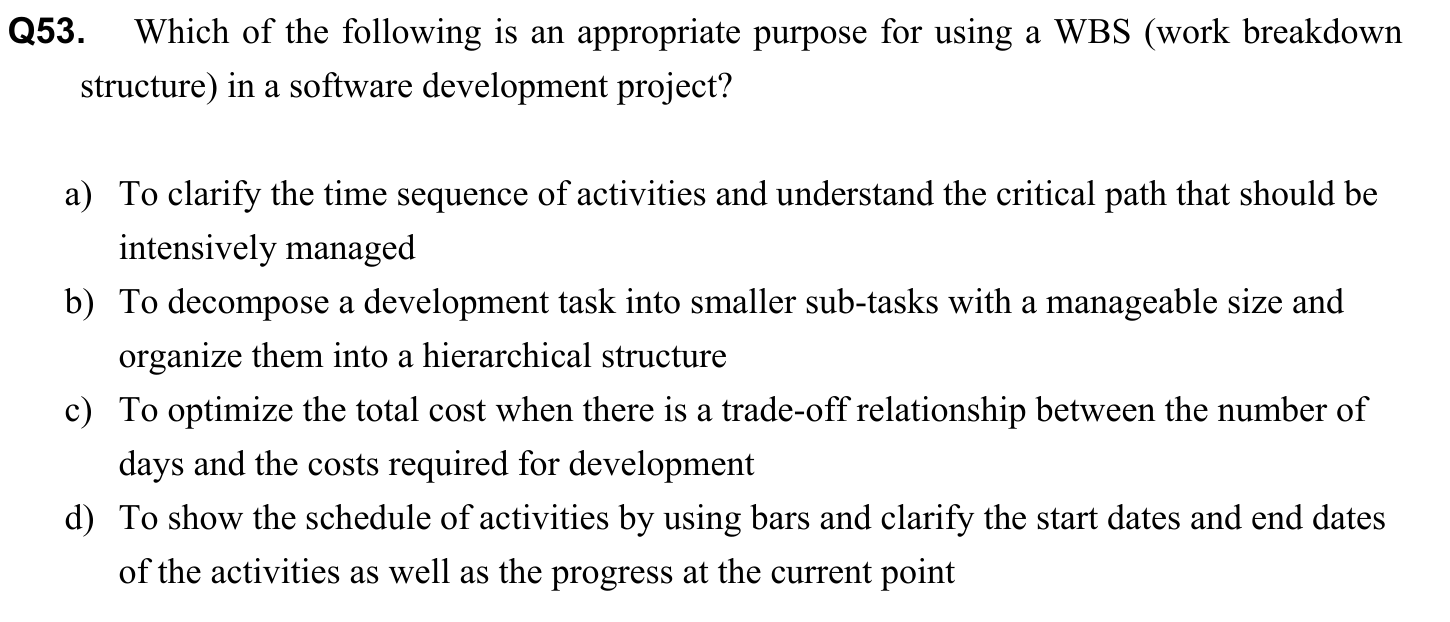 Q53. Which of the following is an appropriate purpose for using a WBS (work breakdown
structure) in a software development project?
a) To clarify the time sequence of activities and understand the critical path that should be
intensively managed
b) To decompose a development task into smaller sub-tasks with a manageable size and
organize them into a hierarchical structure
c) To optimize the total cost when there is a trade-off relationship between the number of
days and the costs required for development
d) To show the schedule of activities by using bars and clarify the start dates and end dates
of the activities as well as the progress at the current point